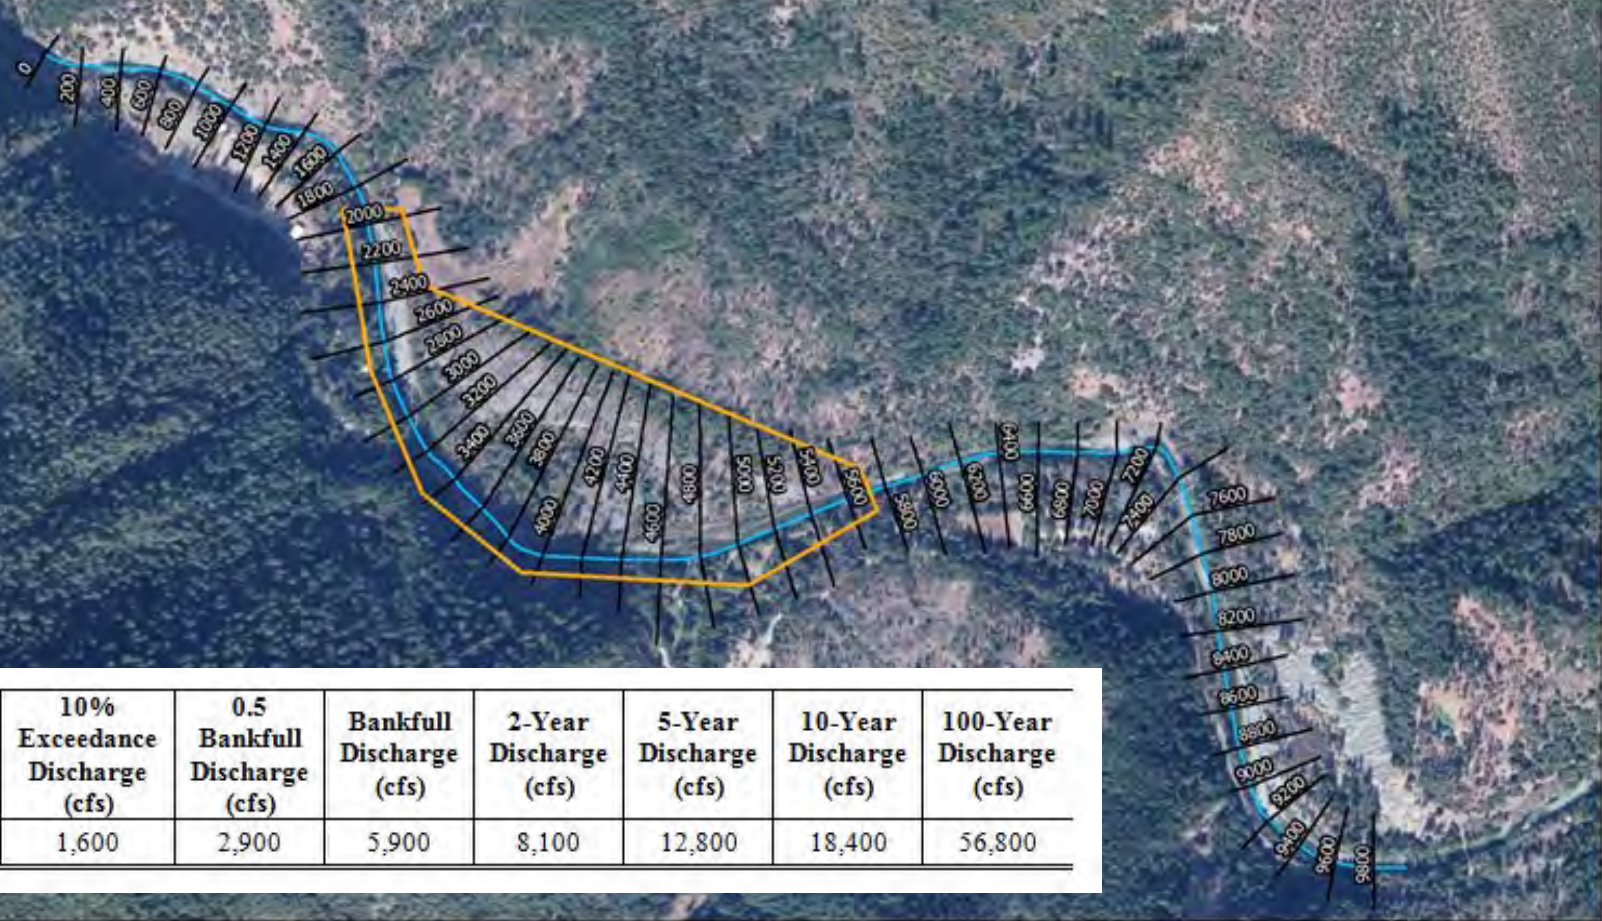 0
200
400
600
800
1000
1200
1400
1600
1800
2000
2200
2400
2600
2800
3000
3200
3400
3600
3800
4000
4200
4400
4600
4800
5000
5200
5400
5600
5800
6000
6200
6400
6600
6800
7000
7200
7400
7600
7800
8000
8200
8400
8600
8800
9000
9200
9400
9600
9800
10%
Exceedance
Discharge
(cfs)
0.5
Bankfull
Discharge
(cfs)
Bankfull
Discharge
(cfs)
2-Year
Discharge
(cfs)
5-Year
Discharge
(cfs)
10-Year
Discharge
(cfs)
100-Year
Discharge
(cfs)
1,600
2,900
5,900
8,100
12,800
18,400
56,800